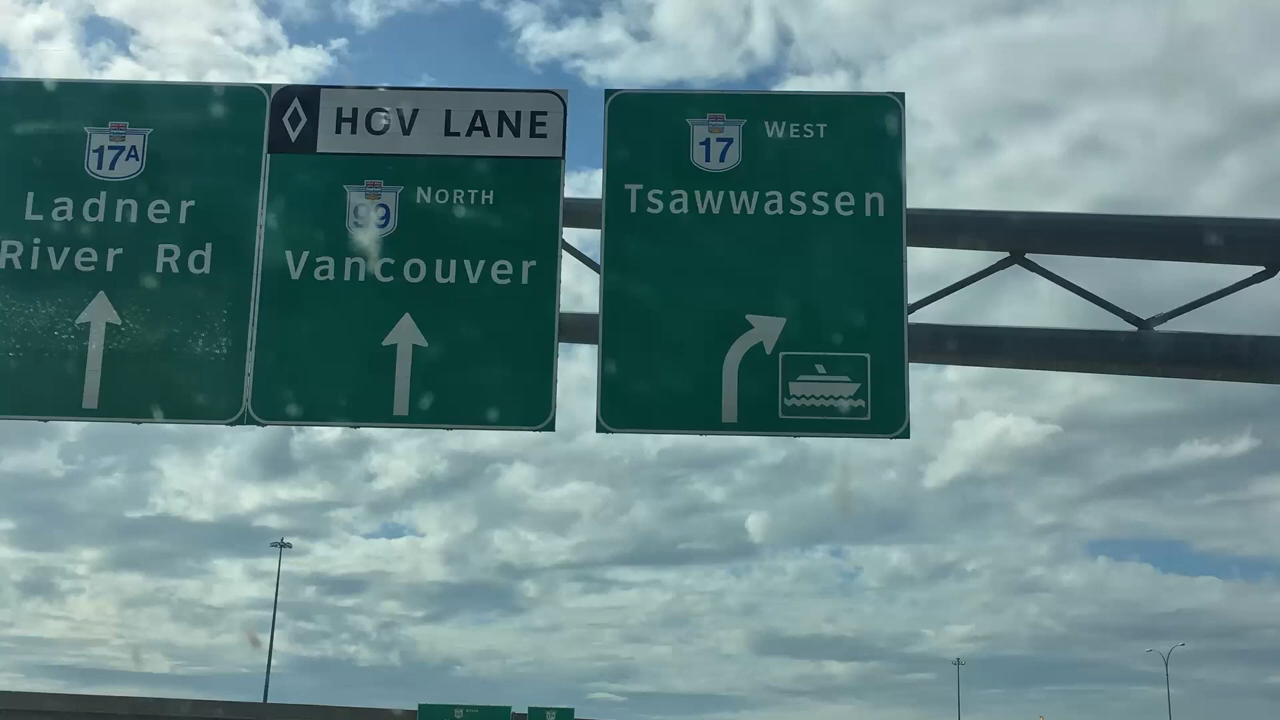 17A
Ladner
River Rd
HOV LANE
99 NORTH
Vancouver
17 WEST
Tsawwassen